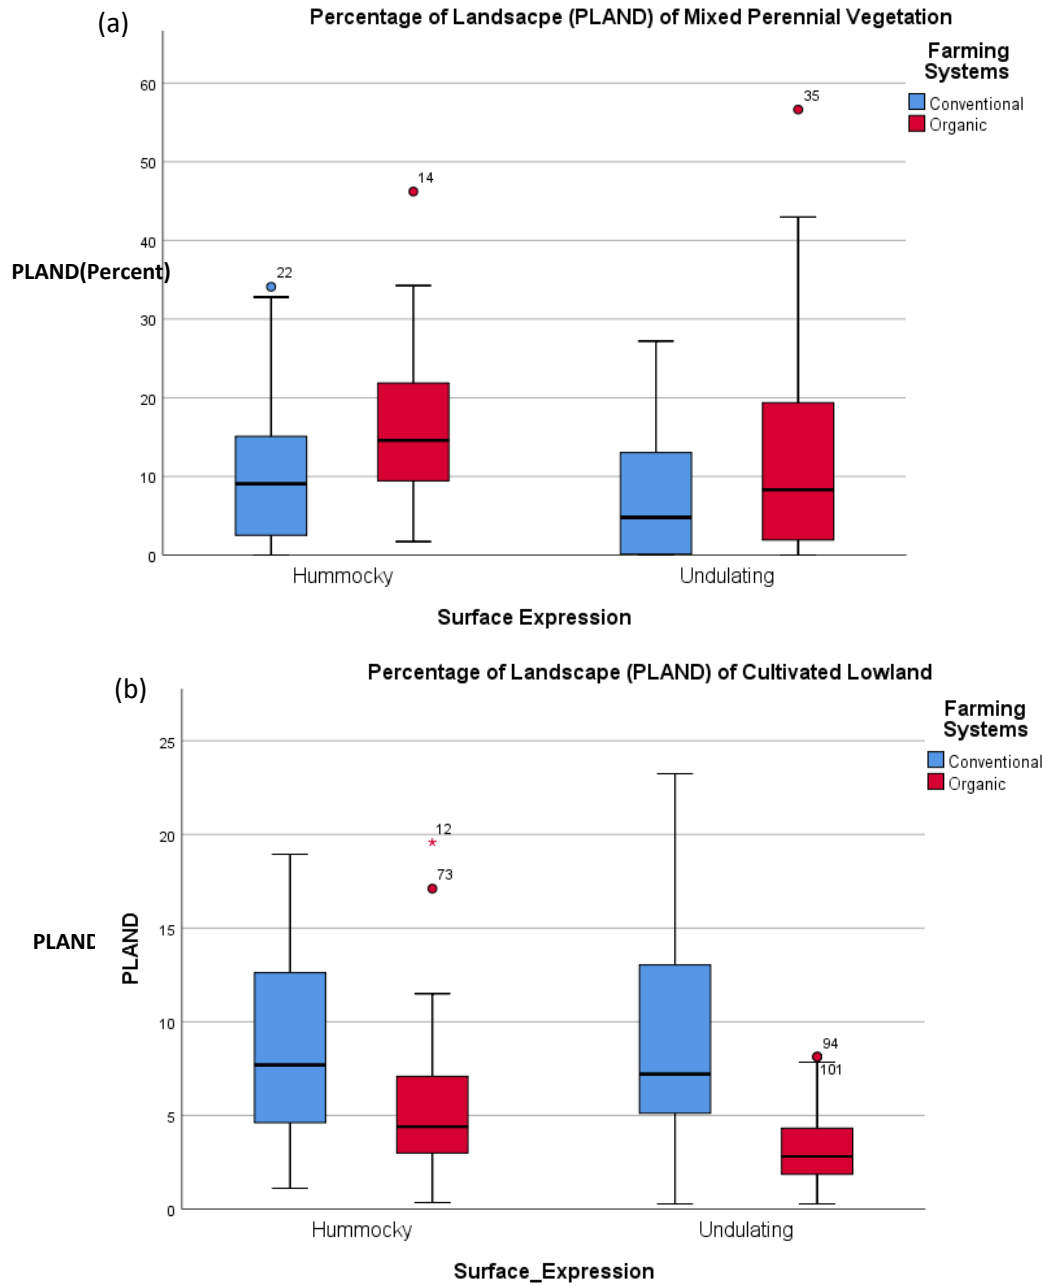 (a)
Percentage of Landsacpe (PLAND) of Mixed Perennial Vegetation
Farming
Systems
Conventional
Organic
60
50
40
30
20
10
0
PLAND(Percent)
22
14
35
Hummocky
Undulating
Surface Expression
(b)
Percentage of Landscape (PLAND) of Cultivated Lowland
Farming
Systems
Conventional
Organic
25
20
15
10
5
0
PLAND
PLAND
*12
73
94
101
Hummocky
Undulating
Surface_Expression